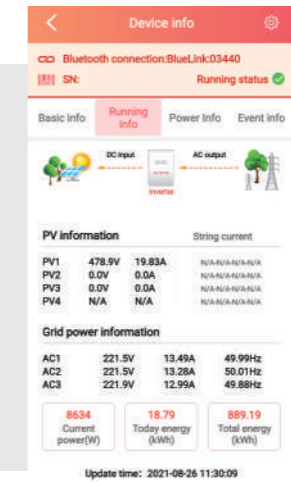 Device info
Bluetooth connection:BlueLink:03440
SN: Running status
Basic info Running info Power Info Event info
DC input AC output
Inverter
PV information String current
PV1 478.9V 19.83A N/A-N/A-N/A-N/A
PV2 0.0V 0.0A N/A-N/A-N/A-N/A
PV3 0.0V 0.0A N/A-N/A-N/A-N/A
PV4 N/A N/A N/A-N/A-N/A-N/A
Grid power information
AC1 221.5V 13.49A 49.99Hz
AC2 221.5V 13.28A 50.01Hz
AC3 221.9V 12.99A 49.88Hz
8634 18.79 889.19
Current power(W) Today energy (kWh) Total energy (kWh)
Update time: 2021-08-26 11:30:09